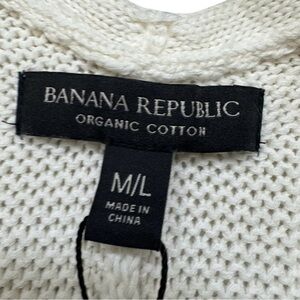 BANANA REPUBLIC
ORGANIC COTTON
M/L
MADE IN
CHINA